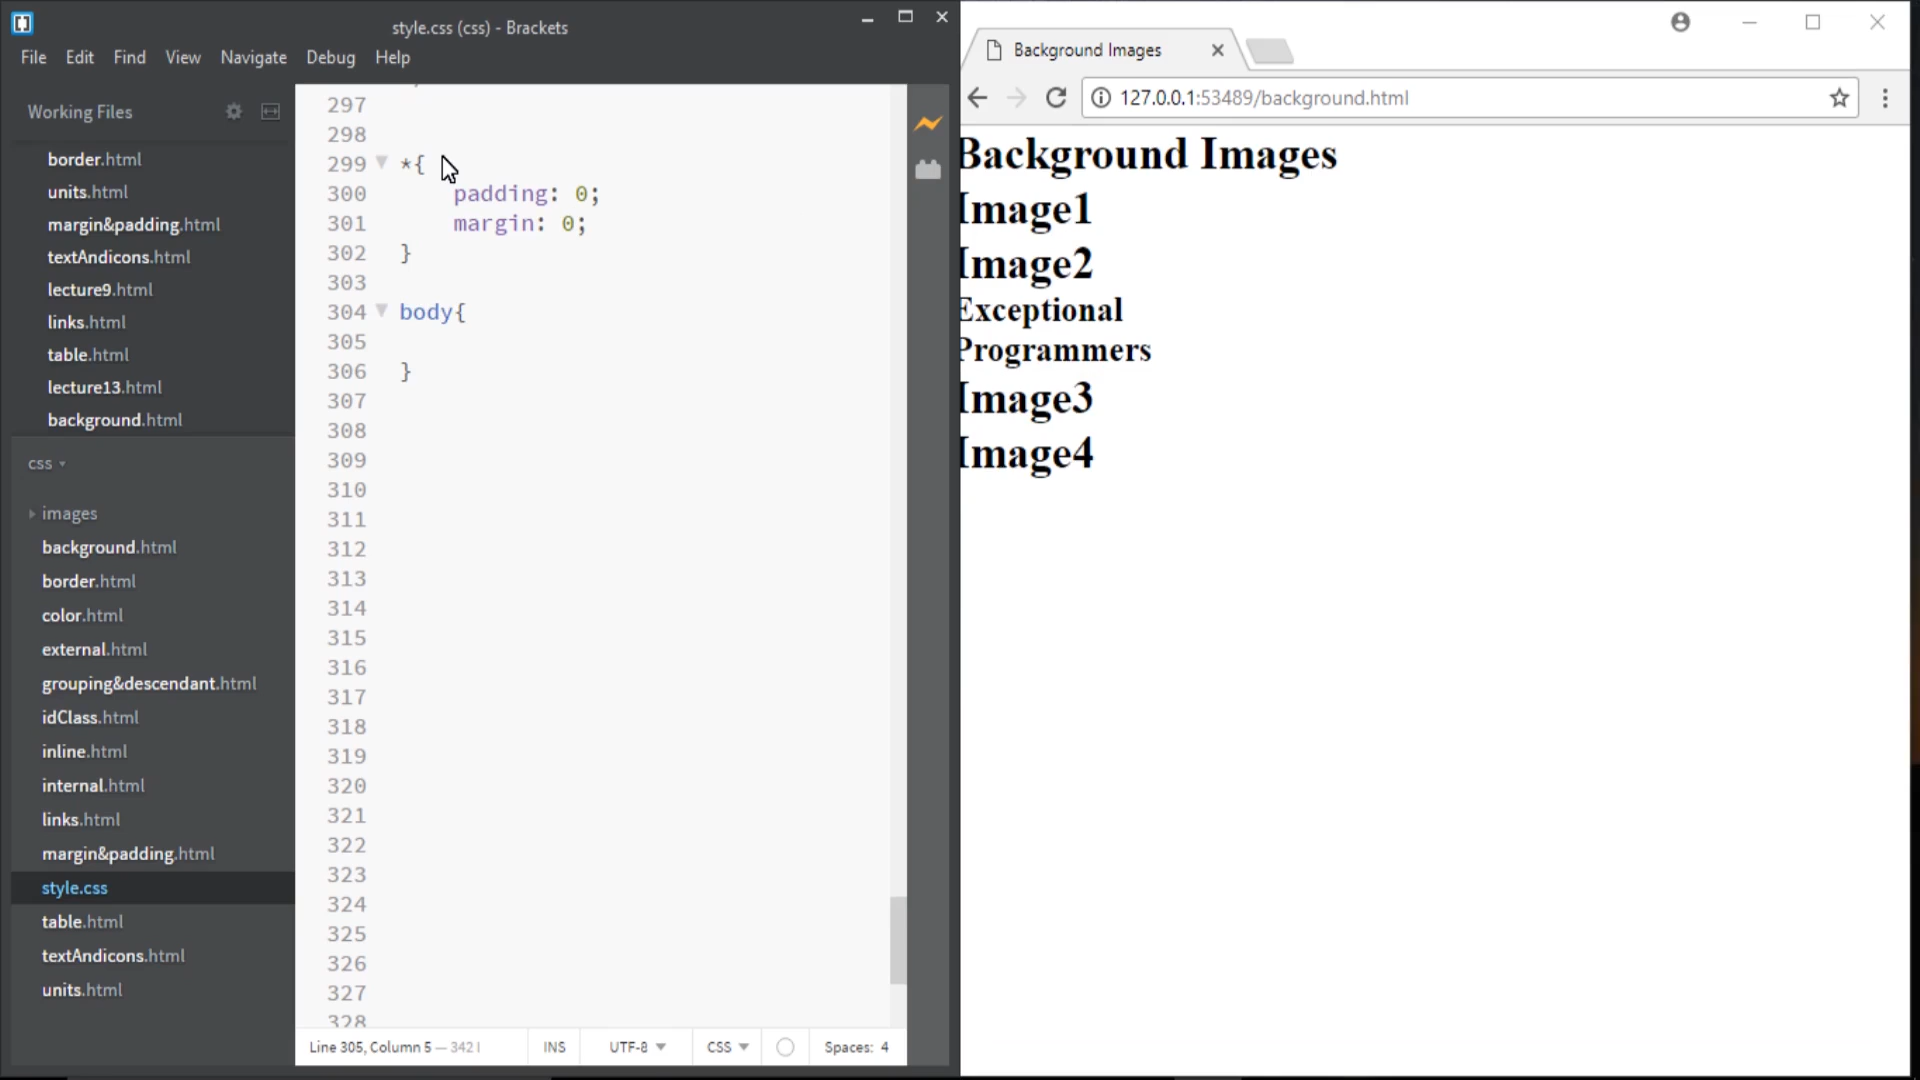 style.css (css) - Brackets
File Edit Find View Navigate Debug Help
Working Files
border.html
units.html
margin&padding.html
textAndicons.html
lecture9.html
links.html
table.html
lecture13.html
background.html
css
images
background.html
border.html
color.html
external.html
grouping&descendant.html
idClass.html
inline.html
internal.html
links.html
margin&padding.html
style.css
table.html
textAndicons.html
units.html
297
298
299 *{
300 padding: 0;
301 margin: 0;
302 }
303
304 body{
305
306 }
307
308
309
310
311
312
313
314
315
316
317
318
319
320
321
322
323
324
325
326
327
328
Line 305, Column 5 — 342 l
INS UTF-8 CSS Spaces: 4
Background Images
127.0.0.1:53489/background.html
Background Images
Image1
Image2
Exceptional
Programmers
Image3
Image4